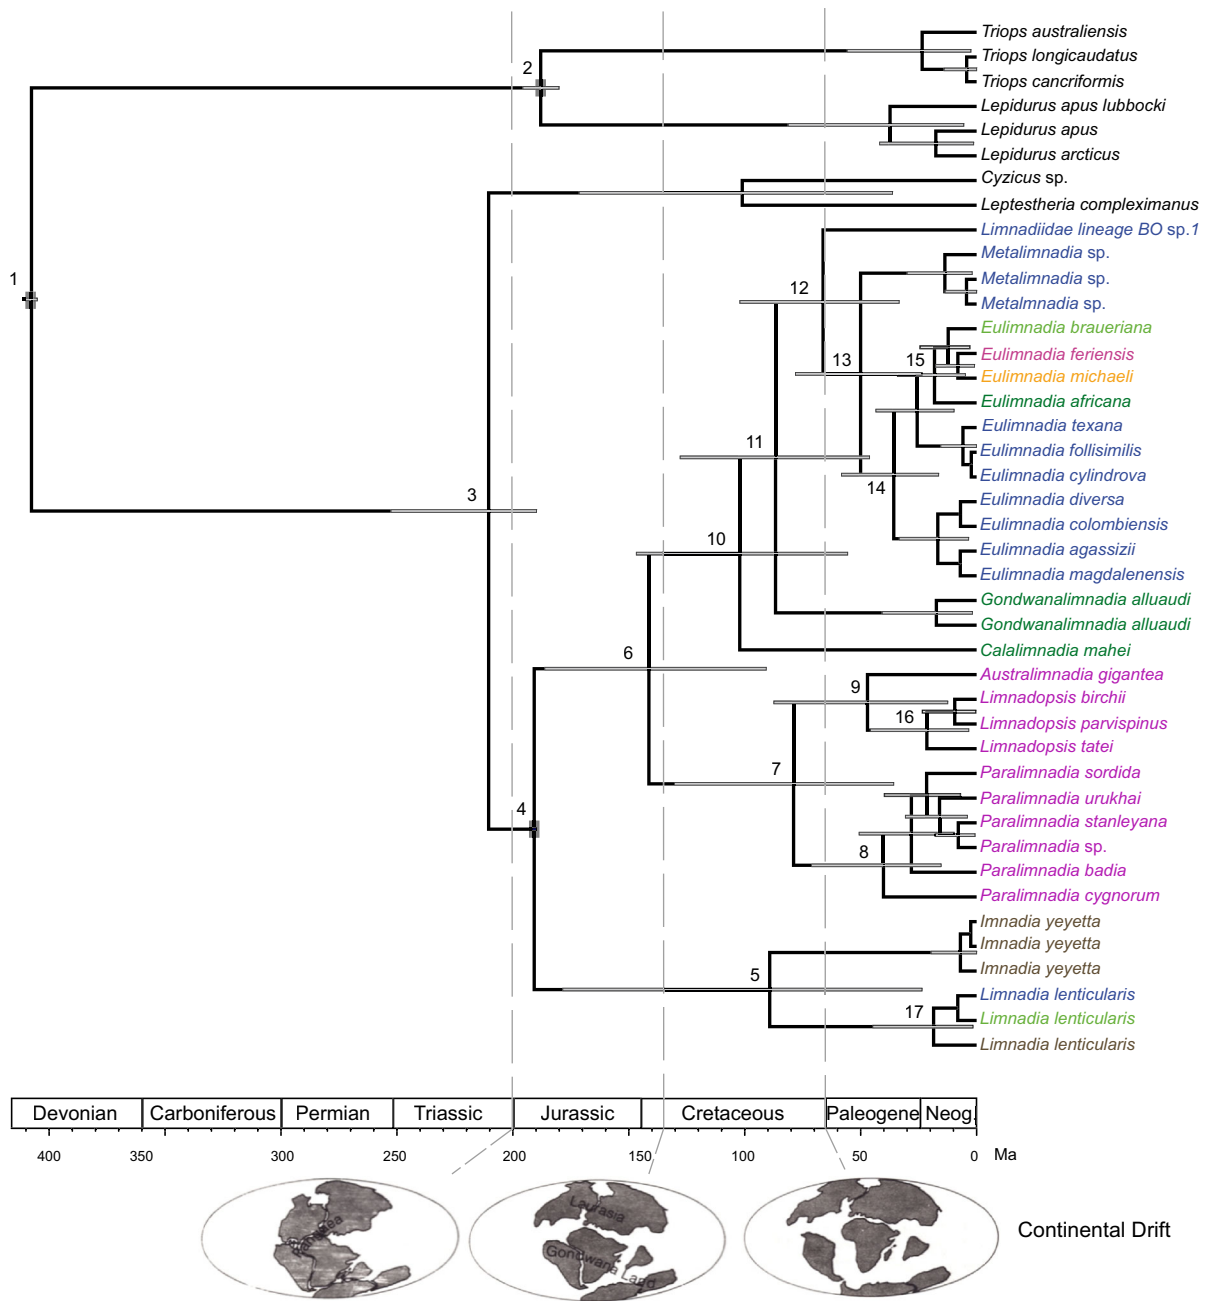 Triops australiensis
2
Triops longicaudatus
Triops cancriformis
Lepidurus apus lubbocki
Lepidurus apus
Lepidurus arcticus
Cyzicus sp.
Leptestheria compleximanus
Limnadiidae lineage BO sp.1
Metalimnadia sp.
1
Metalimnadia sp.
12
Metalmnadia sp.
Eulimnadia braueriana
13
15
Eulimnadia feriensis
Eulimnadia michaeli
Eulimnadia africana
Eulimnadia texana
11
Eulimnadia follisimilis
Eulimnadia cylindrova
14
3
Eulimnadia diversa
Eulimnadia colombiensis
10
Eulimnadia agassizii
Eulimnadia magdalenensis
Gondwanalimnadia alluaudi
Gondwanalimnadia alluaudi
6
Calalimnadia mahei
Australimnadia gigantea
9
Limnadopsis birchii
16
Limnadopsis parvispinus
Limnadopsis tatei
7
Paralimnadia sordida
Paralimnadia urukhai
4
Paralimnadia stanleyana
Paralimnadia sp.
8
Paralimnadia badia
Paralimnadia cygnorum
Imnadia yeyetta
Imnadia yeyetta
5
Imnadia yeyetta
Limnadia lenticularis
17
Limnadia lenticularis
Limnadia lenticularis
Devonian Carboniferous Permian Triassic Jurassic Cretaceous Paleogene Neog.
400 350 300 250 200 150 100 50 0 Ma
Laurasia
Gondwana Land
Continental Drift